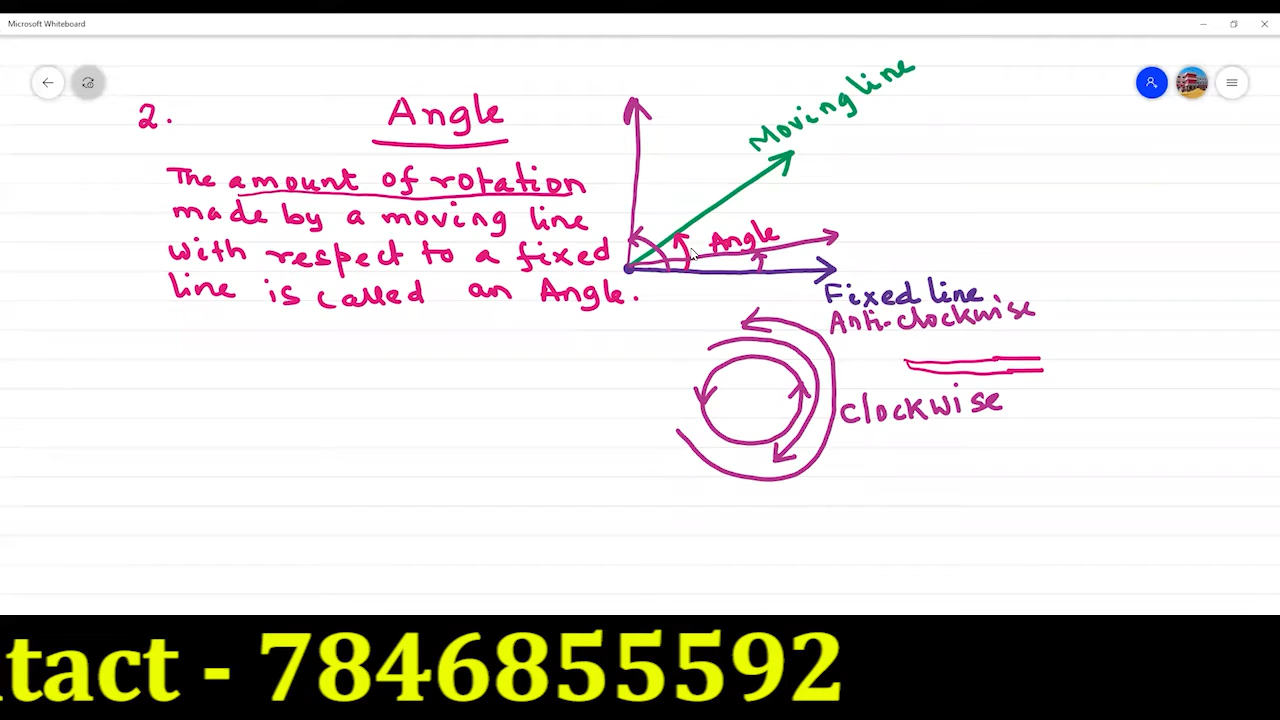 Microsoft Whiteboard
2. Angle
The amount of rotation
made by a moving line
with respect to a fixed
line is called an Angle.
Moving line
Angle
Fixed line
Anti-clockwise
clockwise
ntact - 7846855592